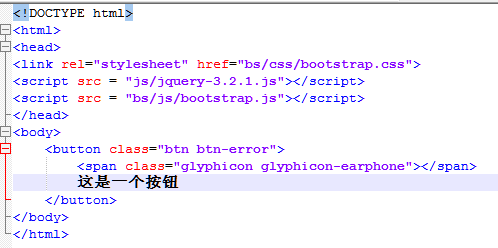 <!DOCTYPE html>
<html>
<head>
<link rel="stylesheet" href="bs/css/bootstrap.css">
<script src = "js/jquery-3.2.1.js"></script>
<script src = "bs/js/bootstrap.js"></script>
</head>
<body>
<button class="btn btn-error">
<span class="glyphicon glyphicon-earphone"></span>
这是一个按钮
</button>
</body>
</html>